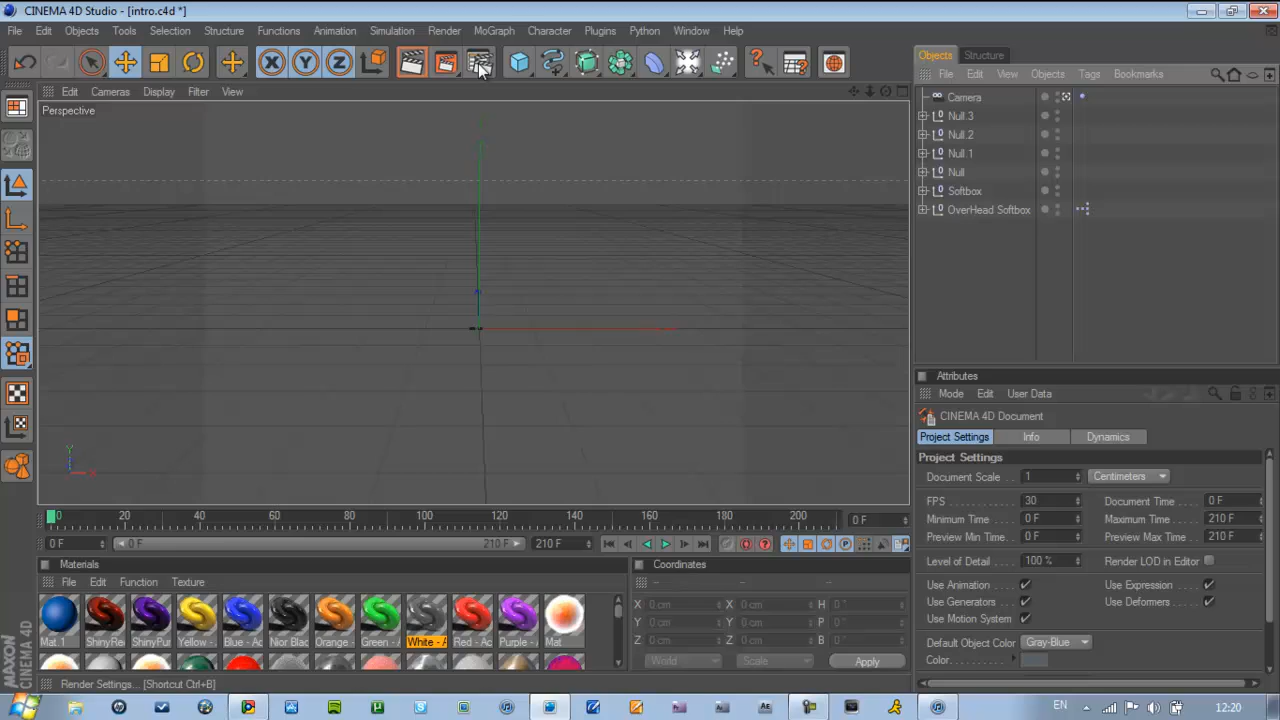 CINEMA 4D Studio - [intro.c4d *]
File Edit Objects Tools Selection Structure Functions Animation Simulation Render MoGraph Character Plugins Python Window Help
X Y Z
Objects Structure
File Edit View Objects Tags Bookmarks
Edit Cameras Display Filter View
Perspective
Camera
Null.3
Null.2
Null.1
Null
Softbox
OverHead Softbox
Y
X
Attributes
Mode Edit User Data
CINEMA 4D Document
Project Settings Info Dynamics
Project Settings
Document Scale . . 1 Centimeters
FPS . . . . . . . . . . 30 Document Time . . 0 F
Minimum Time . . . 0 F Maximum Time . . . 210 F
Preview Min Time . . 0 F Preview Max Time . . 210 F
Level of Detail . . . . 100 % Render LOD in Editor
Use Animation . . . Use Expression . . .
Use Generators . . . Use Deformers . . .
Use Motion System
Default Object Color Gray-Blue
Color. . . . . . . . .
0 20 40 60 80 100 120 140 160 180 200 0 F
0 F 0 F 210 F 210 F
Materials
File Edit Function Texture
Mat.1 ShinyRe ShinyPu Yellow - Blue - Ac Nior Blac Orange - Green - A White - A Red - Ac Purple - A Mat
Coordinates
-- -- --
X 0 cm X 0 cm H 0 °
Y 0 cm Y 0 cm P 0 °
Z 0 cm Z 0 cm B 0 °
World Scale Apply
MAXON
CINEMA 4D
Render Settings... [Shortcut Ctrl+B]
EN 12:20